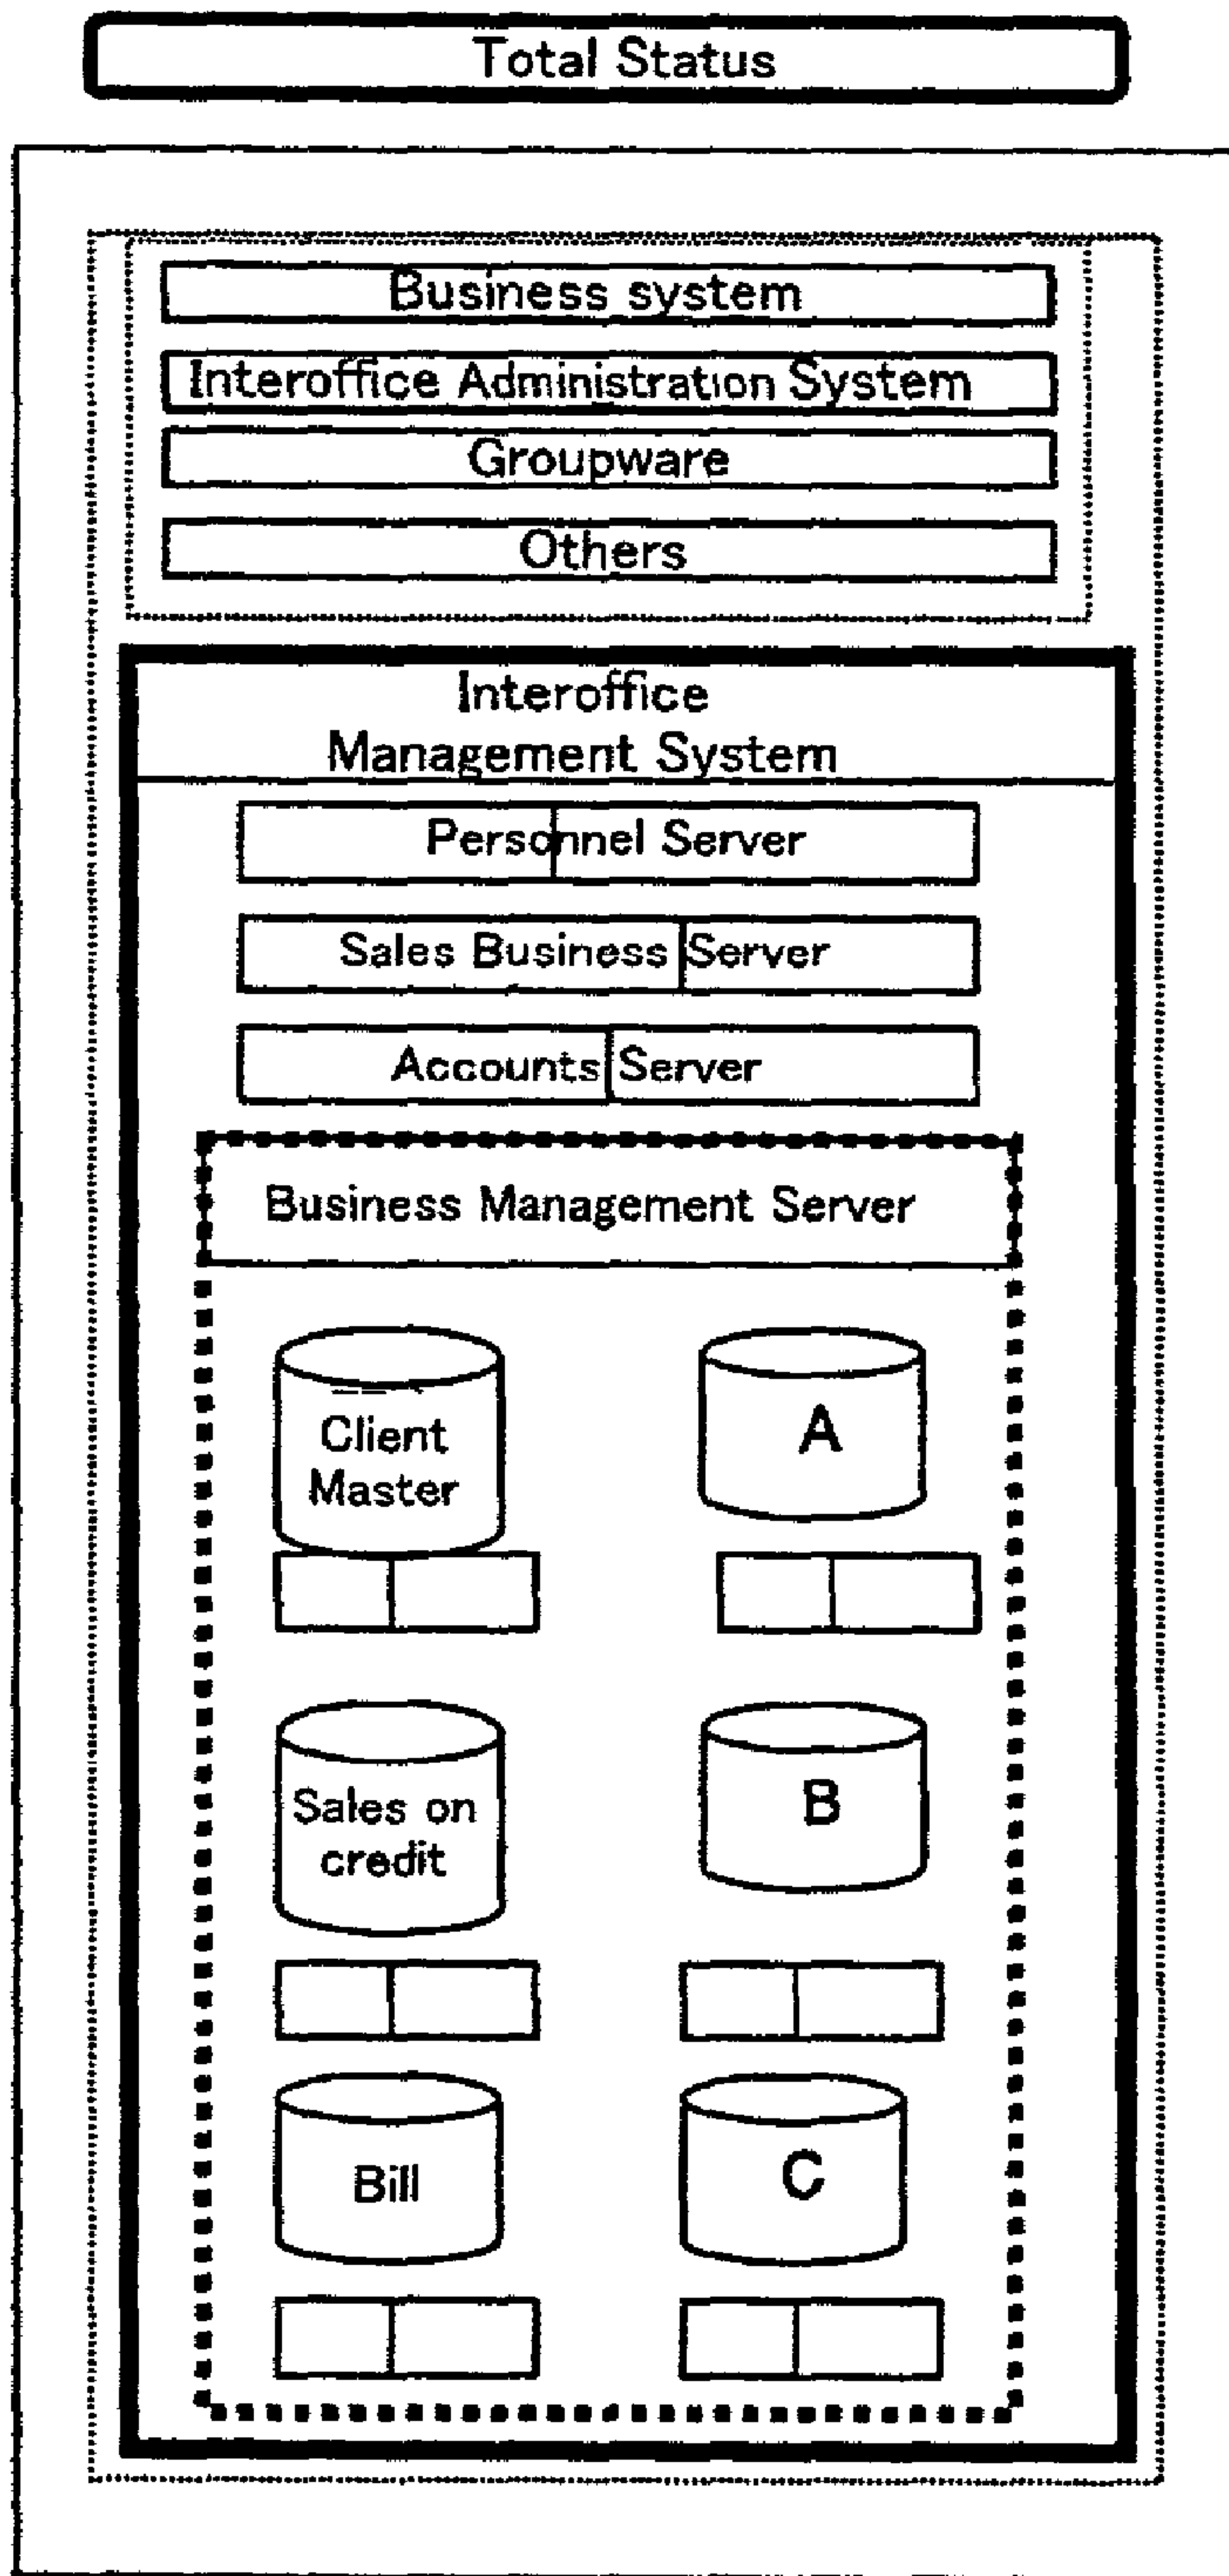 Total Status
Business system
Interoffice Administration System
Groupware
Others
Interoffice
Management System
Personnel Server
Sales Business Server
Accounts Server
Business Management Server
Client
Master
A
Sales on
credit
B
Bill
C